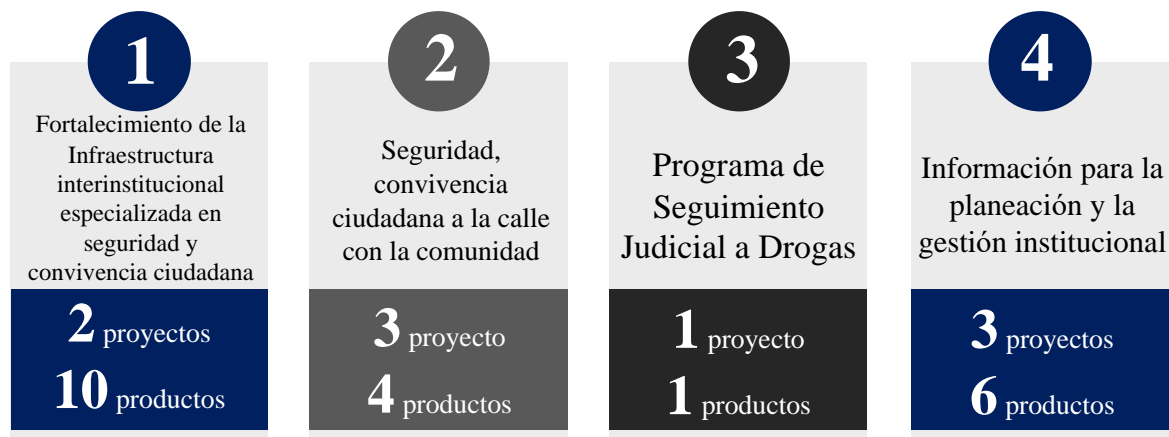 1
Fortalecimiento de la
Infraestructura
interinstitucional
especializada en
seguridad y
convivencia ciudadana
2 proyectos
10 productos
2
Seguridad,
convivencia
ciudadana a la calle
con la comunidad
3 proyecto
4 productos
3
Programa de
Seguimiento
Judicial a Drogas
1 proyecto
1 productos
4
Información para la
planeación y la
gestión institucional
3 proyectos
6 productos